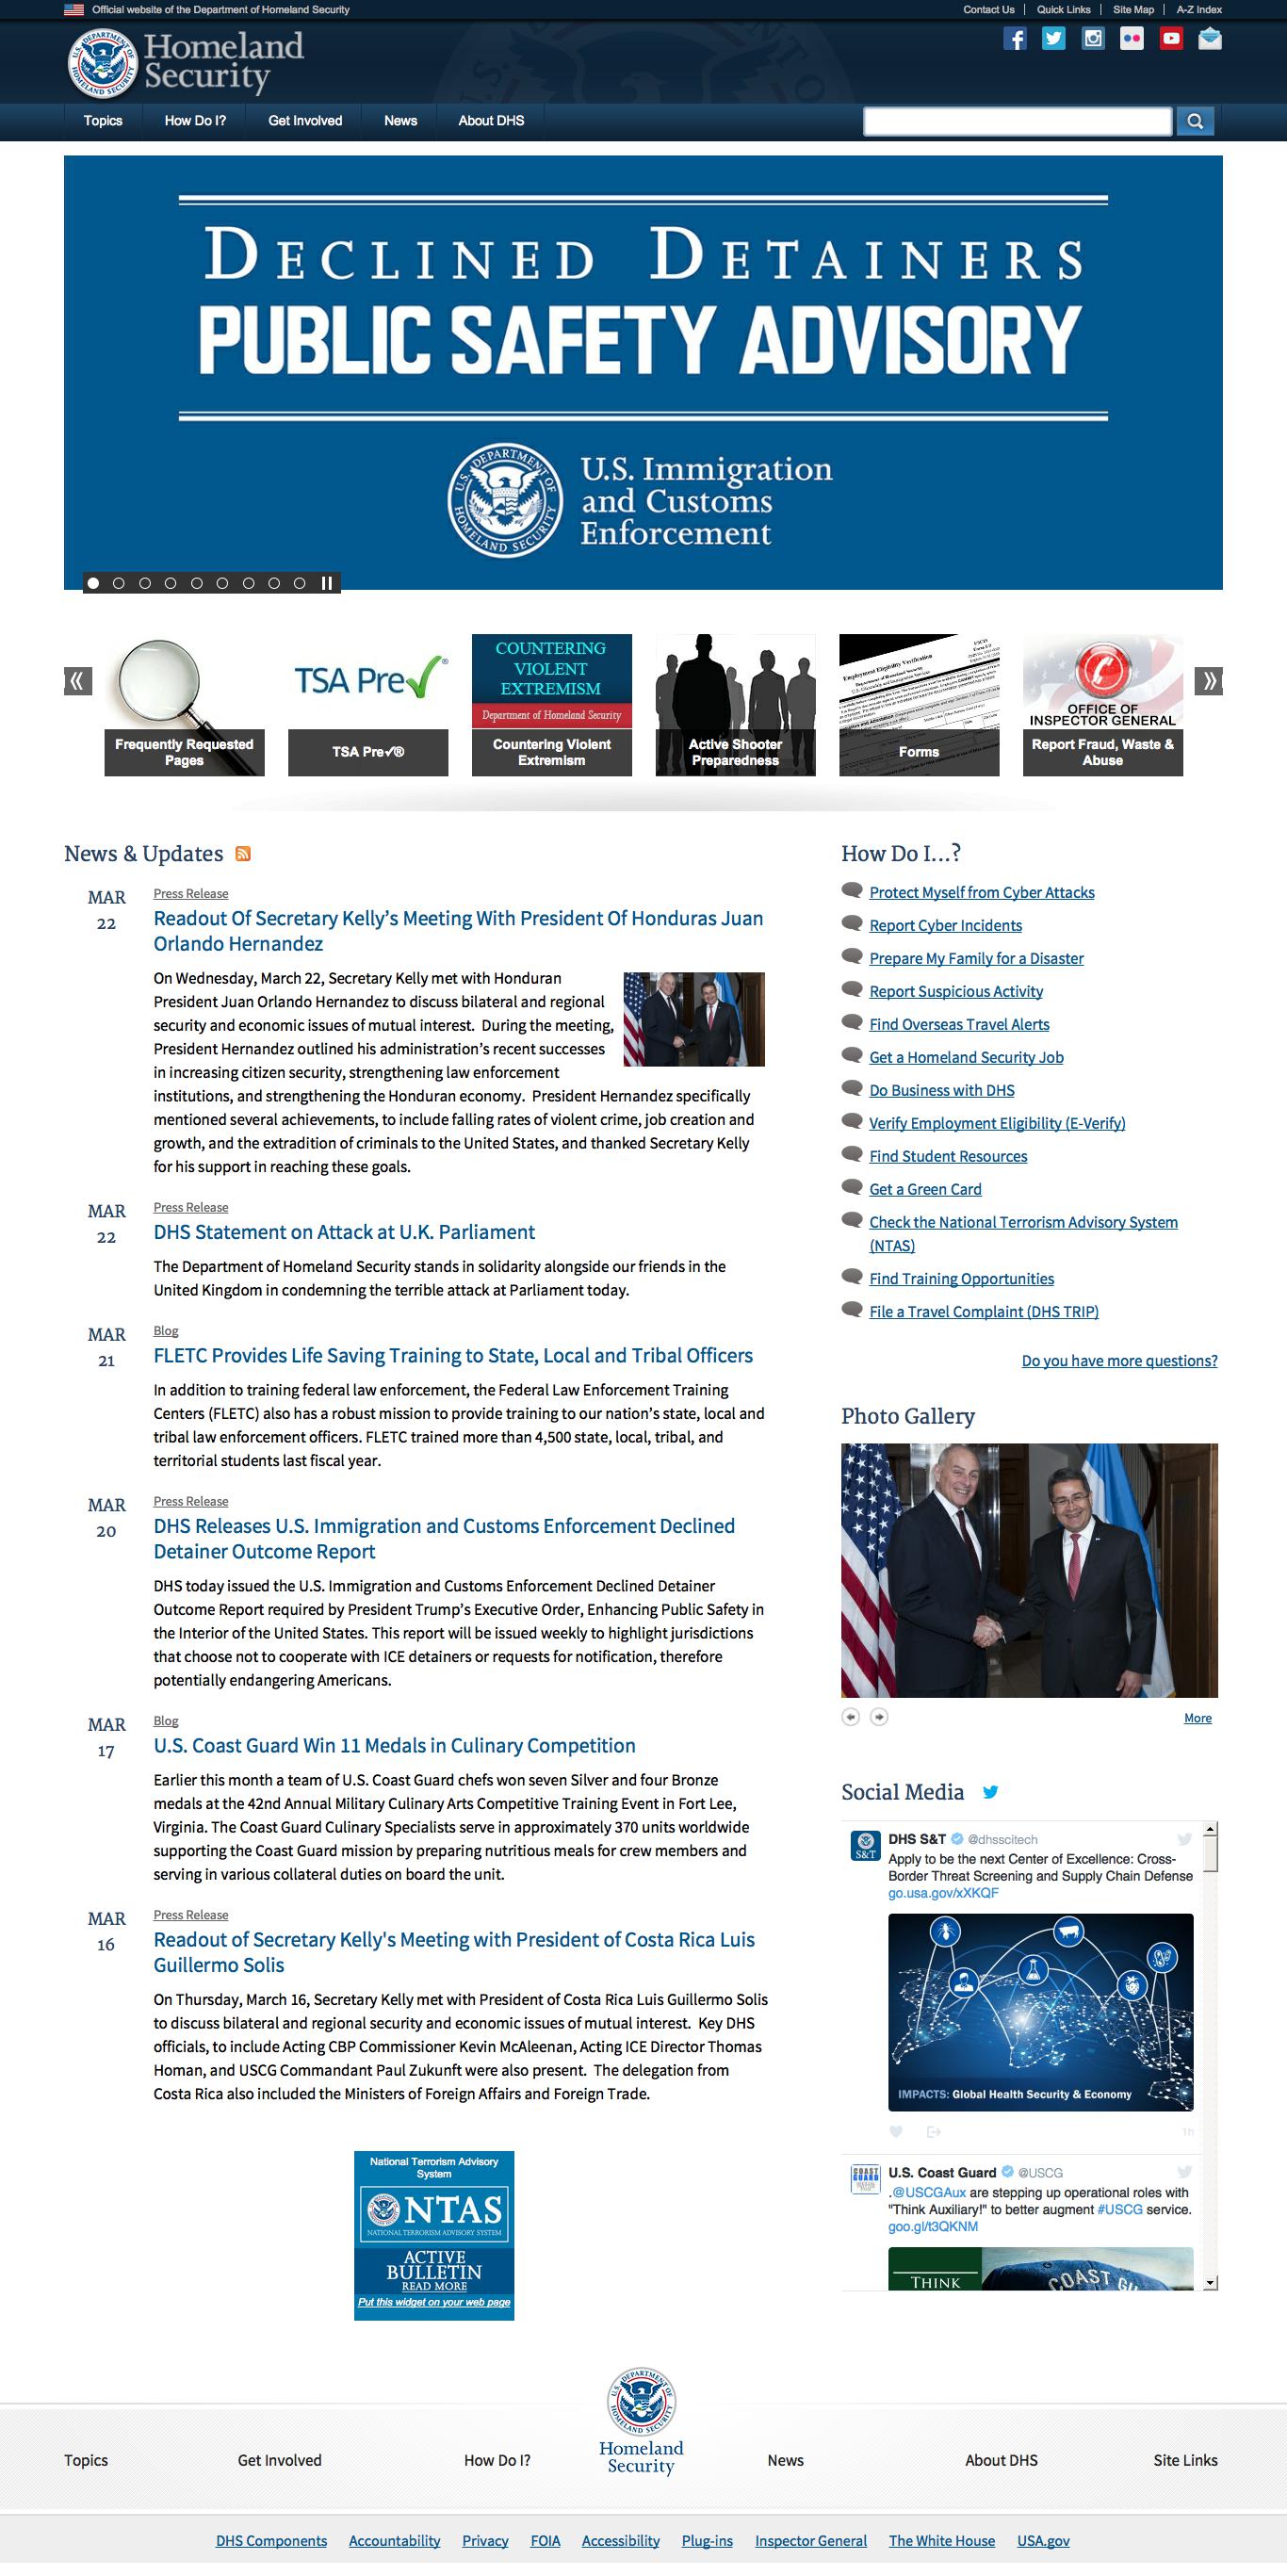 Official website of the Department of Homeland Security
Contact Us
Quick Links
Site Map
A-Z Index
Homeland
Security
Topics
How Do I?
Get Involved
News
About DHS
DECLINED DETAINERS
PUBLIC SAFETY ADVISORY
U.S. DEPARTMENT OF HOMELAND SECURITY
U.S. Immigration
and Customs
Enforcement
Frequently Requested
Pages
TSA Pre✓®
TSA Pre✓®
COUNTERING
VIOLENT
EXTREMISM
Department of Homeland Security
Countering Violent
Extremism
Active Shooter
Preparedness
Employment Eligibility Verification
Forms
OFFICE OF
INSPECTOR GENERAL
Report Fraud, Waste &
Abuse
News & Updates
MAR
22
Press Release
Readout Of Secretary Kelly’s Meeting With President Of Honduras Juan
Orlando Hernandez
On Wednesday, March 22, Secretary Kelly met with Honduran
President Juan Orlando Hernandez to discuss bilateral and regional
security and economic issues of mutual interest.  During the meeting,
President Hernandez outlined his administration’s recent successes
in increasing citizen security, strengthening law enforcement
institutions, and strengthening the Honduran economy.  President Hernandez specifically
mentioned several achievements, to include falling rates of violent crime, job creation and
growth, and the extradition of criminals to the United States, and thanked Secretary Kelly
for his support in reaching these goals.
MAR
22
Press Release
DHS Statement on Attack at U.K. Parliament
The Department of Homeland Security stands in solidarity alongside our friends in the
United Kingdom in condemning the terrible attack at Parliament today.
MAR
21
Blog
FLETC Provides Life Saving Training to State, Local and Tribal Officers
In addition to training federal law enforcement, the Federal Law Enforcement Training
Centers (FLETC) also has a robust mission to provide training to our nation’s state, local and
tribal law enforcement officers. FLETC trained more than 4,500 state, local, tribal, and
territorial students last fiscal year.
MAR
20
Press Release
DHS Releases U.S. Immigration and Customs Enforcement Declined
Detainer Outcome Report
DHS today issued the U.S. Immigration and Customs Enforcement Declined Detainer
Outcome Report required by President Trump’s Executive Order, Enhancing Public Safety in
the Interior of the United States. This report will be issued weekly to highlight jurisdictions
that choose not to cooperate with ICE detainers or requests for notification, therefore
potentially endangering Americans.
MAR
17
Blog
U.S. Coast Guard Win 11 Medals in Culinary Competition
Earlier this month a team of U.S. Coast Guard chefs won seven Silver and four Bronze
medals at the 42nd Annual Military Culinary Arts Competitive Training Event in Fort Lee,
Virginia. The Coast Guard Culinary Specialists serve in approximately 370 units worldwide
supporting the Coast Guard mission by preparing nutritious meals for crew members and
serving in various collateral duties on board the unit.
MAR
16
Press Release
Readout of Secretary Kelly's Meeting with President of Costa Rica Luis
Guillermo Solis
On Thursday, March 16, Secretary Kelly met with President of Costa Rica Luis Guillermo Solis
to discuss bilateral and regional security and economic issues of mutual interest.  Key DHS
officials, to include Acting CBP Commissioner Kevin McAleenan, Acting ICE Director Thomas
Homan, and USCG Commandant Paul Zukunft were also present.  The delegation from
Costa Rica also included the Ministers of Foreign Affairs and Foreign Trade.
National Terrorism Advisory
System
NTAS
NATIONAL TERRORISM ADVISORY SYSTEM
ACTIVE
BULLETIN
READ MORE
Put this widget on your web page
How Do I...?
Protect Myself from Cyber Attacks
Report Cyber Incidents
Prepare My Family for a Disaster
Report Suspicious Activity
Find Overseas Travel Alerts
Get a Homeland Security Job
Do Business with DHS
Verify Employment Eligibility (E-Verify)
Find Student Resources
Get a Green Card
Check the National Terrorism Advisory System
(NTAS)
Find Training Opportunities
File a Travel Complaint (DHS TRIP)
Do you have more questions?
Photo Gallery
More
Social Media
DHS S&T @dhsscitech
S&T
Apply to be the next Center of Excellence: Cross-
Border Threat Screening and Supply Chain Defense
go.usa.gov/xXKQF
IMPACTS: Global Health Security & Economy
1h
COAST
GUARD
U.S. Coast Guard @USCG
.@USCGAux are stepping up operational roles with
"Think Auxiliary!" to better augment #USCG service.
goo.gl/t3QKNM
THINK
COAST GU
Homeland
Security
Topics
Get Involved
How Do I?
News
About DHS
Site Links
DHS Components
Accountability
Privacy
FOIA
Accessibility
Plug-ins
Inspector General
The White House
USA.gov